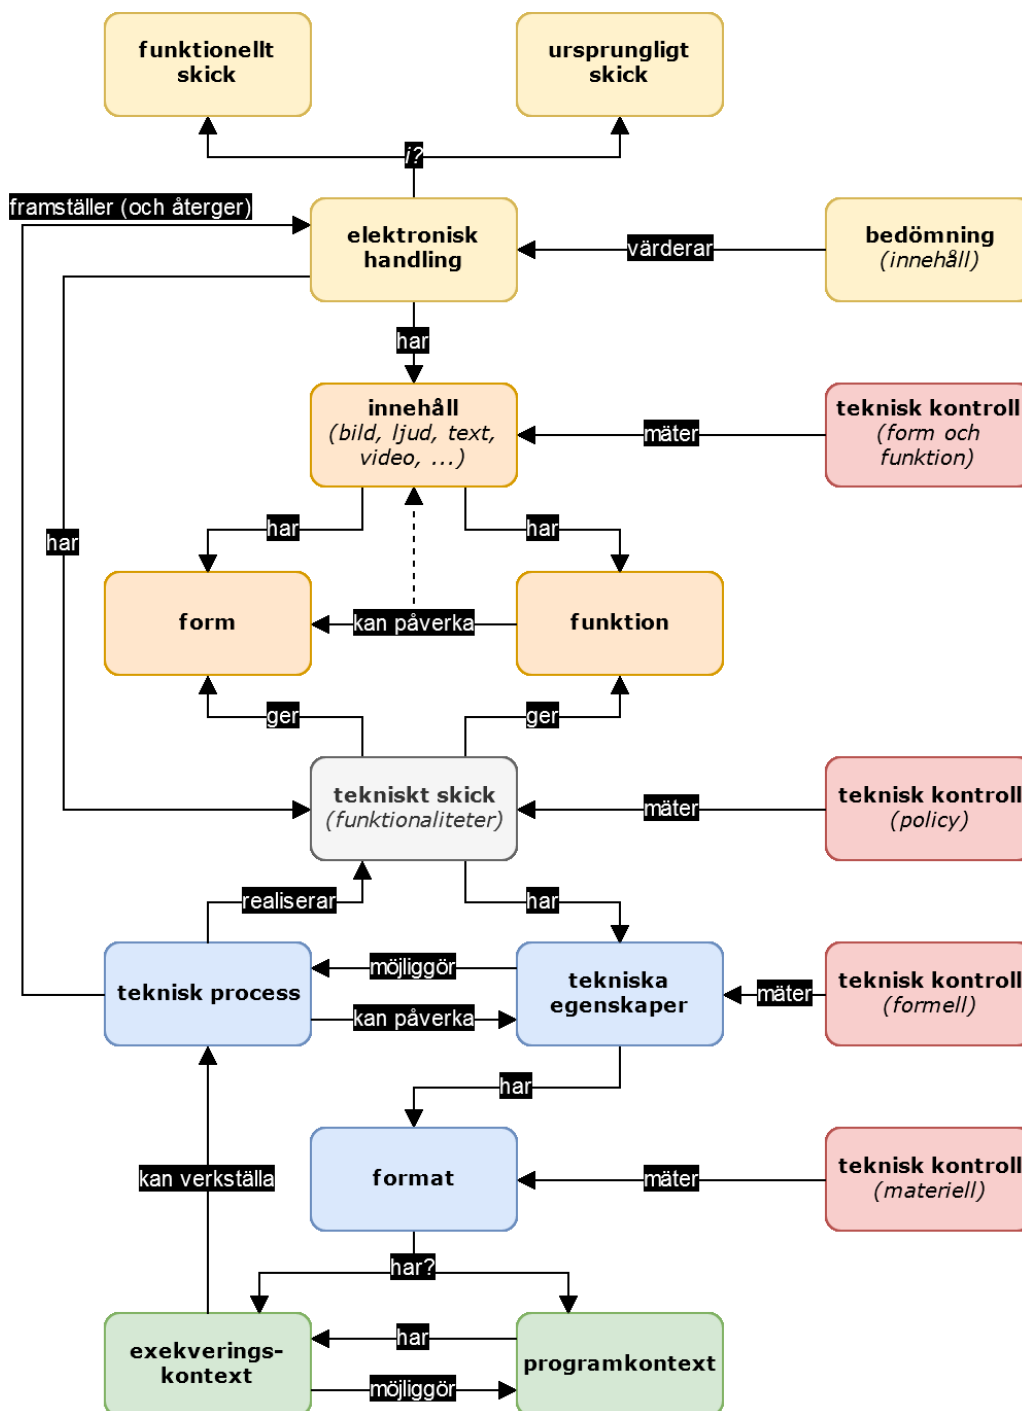 funktionellt
skick
ursprungligt
skick
i?
framställer (och återger)
elektronisk
handling
värderar
bedömning
(innehåll)
har
innehåll
(bild, ljud, text,
video, ...)
mäter
teknisk kontroll
(form och
funktion)
har
har
har
form
kan påverka
funktion
ger
ger
tekniskt skick
(funktionaliteter)
mäter
teknisk kontroll
(policy)
realiserar
har
teknisk process
möjliggör
kan påverka
tekniska
egenskaper
mäter
teknisk kontroll
(formell)
har
kan verkställa
format
mäter
teknisk kontroll
(materiell)
har?
exekverings-
kontext
har
möjliggör
programkontext